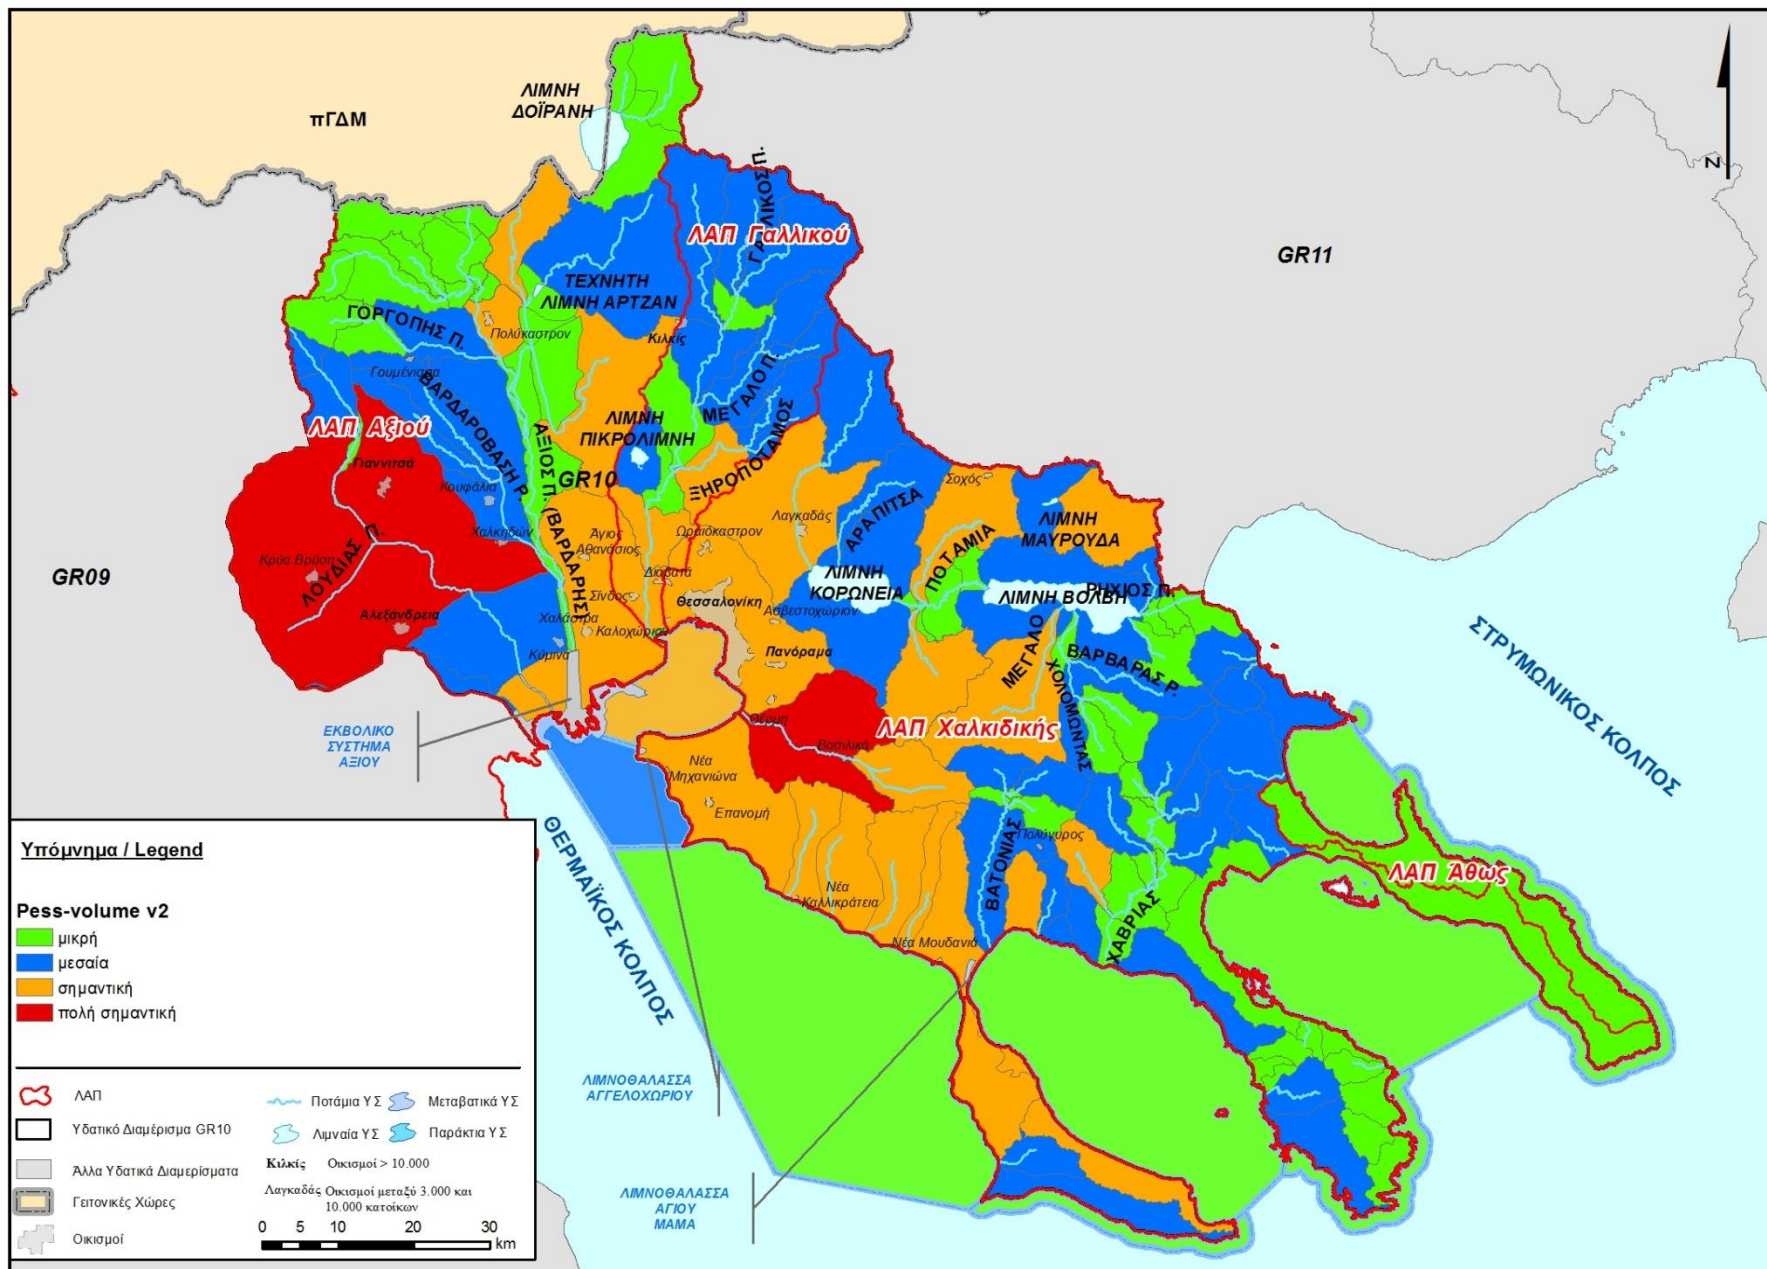 ΛΙΜΝΗ
ΔΟΪΡΑΝΗ
πΓΔΜ
N
GR11
ΛΑΠ Γαλλικού
ΤΕΧΝΗΤΗ
ΛΙΜΝΗ ΑΡΤΖΑΝ
ΓΟΡΓΟΠΗΣ Π.
Πολύκαστρον
Κιλκίς
Γουμένισσα
ΜΕΓΑΛΟ Π.
ΒΑΡΔΑΡΟΒΑΣΗ Ρ.
ΛΑΠ Αξιού
ΛΙΜΝΗ
ΠΙΚΡΟΛΙΜΝΗ
ΑΞΙΟΣ Π. (ΒΑΡΔΑΡΗΣ)
Γιαννιτσά
GR10
ΞΗΡΟΠΟΤΑΜΟΣ
Σοχός
Κουφάλια
Λαγκαδάς
ΑΡΑΠΙΤΣΑ
ΛΙΜΝΗ
ΜΑΥΡΟΥΔΑ
Χαλκηδών
Άγιος
Αθανάσιος
Ωραιόκαστρον
ΠΟΤΑΜΙΑ
ΛΟΥΔΙΑΣ Π.
Κρύα Βρύση
GR09
Διαβατά
ΛΙΜΝΗ
ΚΟΡΩΝΕΙΑ
ΡΗΧΙΟΣ Π.
ΛΙΜΝΗ ΒΟΛΒΗ
Σίνδος
Θεσσαλονίκη
Ασβεστοχώριον
Αλεξάνδρεια
Χαλάστρα
Καλοχώριον
Κύμινα
Πανόραμα
ΜΕΓΑΛΟ
ΒΑΡΒΑΡΑΣ Ρ.
ΧΟΛΟΜΩΝΤΑΣ
ΣΤΡΥΜΩΝΙΚΟΣ ΚΟΛΠΟΣ
Θέρμη
ΛΑΠ Χαλκιδικής
Βασιλικά
ΕΚΒΟΛΙΚΟ
ΣΥΣΤΗΜΑ
ΑΞΙΟΥ
Νέα
Μηχανιώνα
Επανομή
ΘΕΡΜΑΪΚΟΣ ΚΟΛΠΟΣ
Πολύγυρος
ΒΑΤΟΝΙΑΣ
ΛΑΠ Άθως
Νέα
Καλλικράτεια
ΧΑΒΡΙΑΣ
Νέα Μουδανιά
ΛΙΜΝΟΘΑΛΑΣΣΑ
ΑΓΓΕΛΟΧΩΡΙΟΥ
ΛΙΜΝΟΘΑΛΑΣΣΑ
ΑΓΙΟΥ
ΜΑΜΑ
Υπόμνημα / Legend
Pess-volume v2
μικρή
μεσαία
σημαντική
πολή σημαντική
ΛΑΠ
Ποτάμια ΥΣ
Μεταβατικά ΥΣ
Υδατικό Διαμέρισμα GR10
Λιμναία ΥΣ
Παράκτια ΥΣ
Άλλα Υδατικά Διαμερίσματα
Κιλκίς Οικισμοί > 10.000
Γειτονικές Χώρες
Λαγκαδάς Οικισμοί μεταξύ 3.000 και
10.000 κατοίκων
Οικισμοί
0 5 10 20 30
km